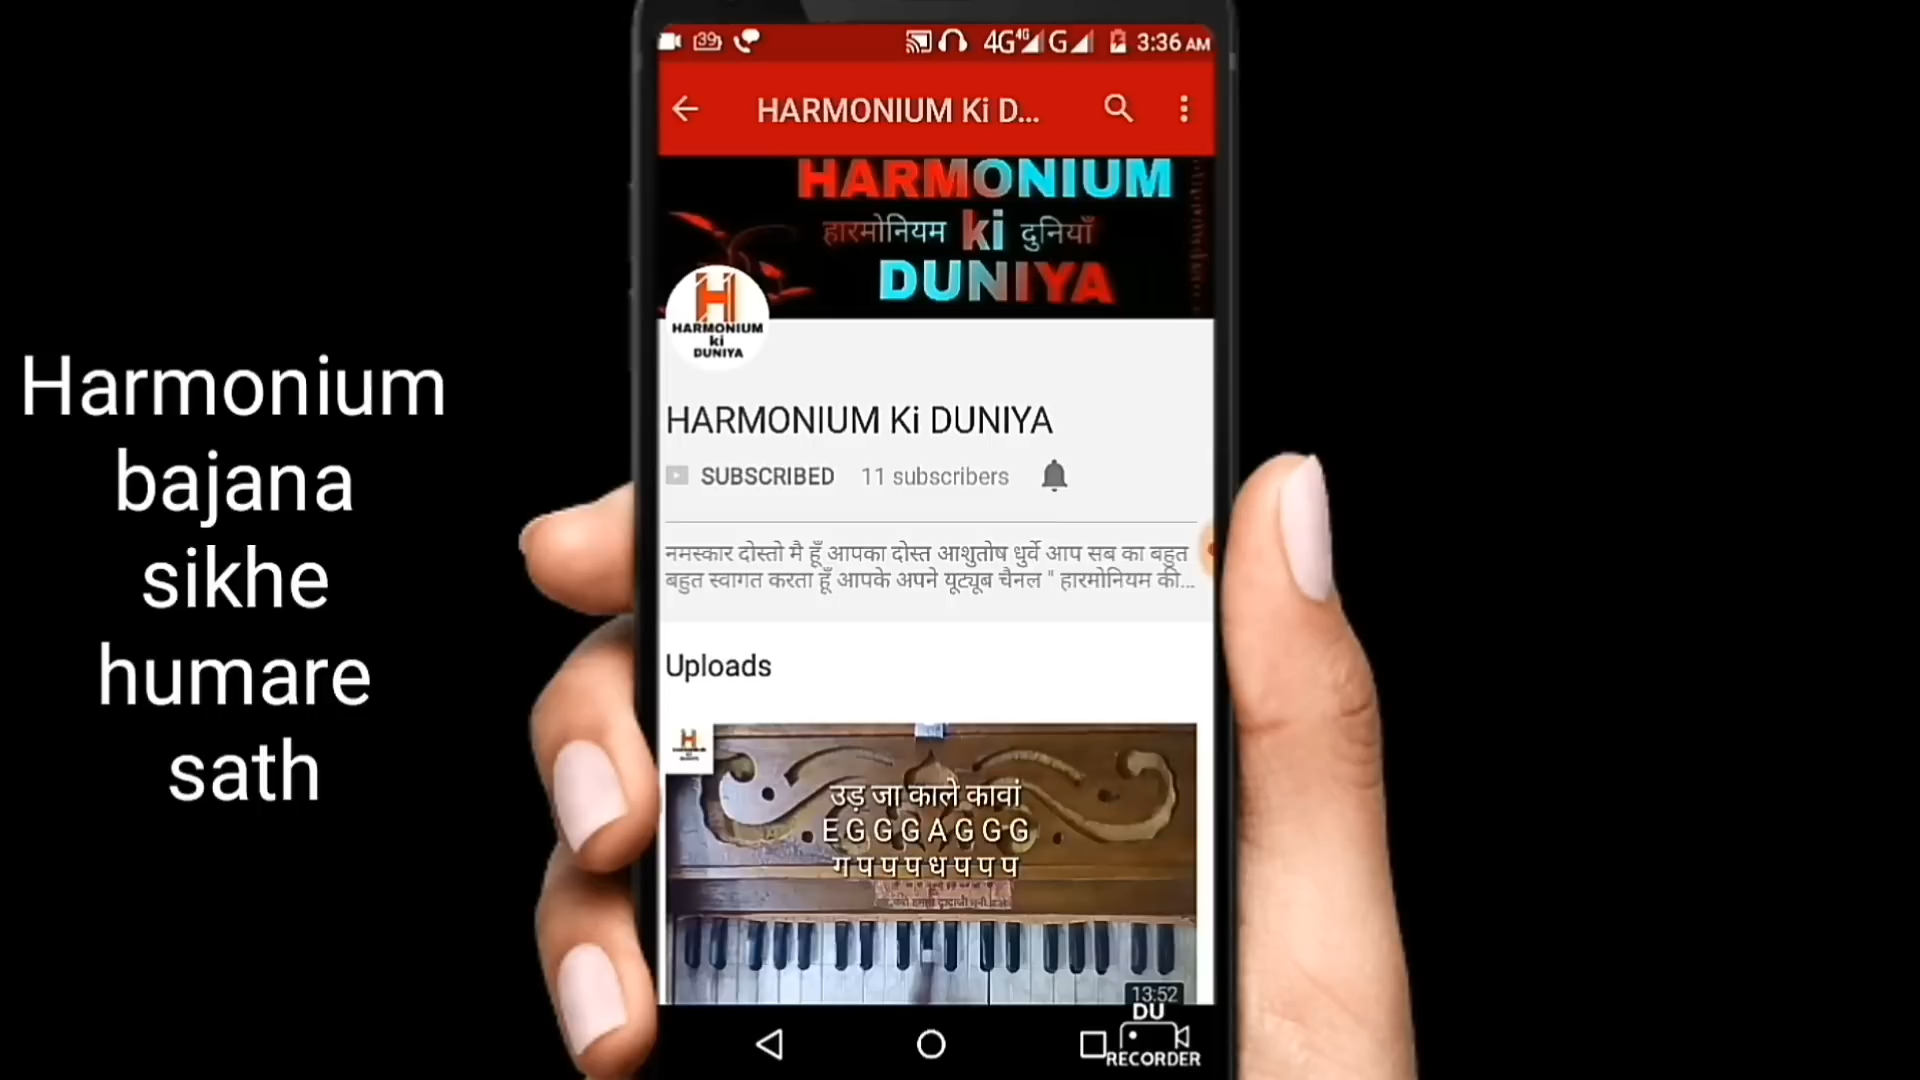 Harmonium
bajana
sikhe
humare
sath
39
4G 4G G 3:36 AM
HARMONIUM Ki D...
HARMONIUM
हारमोनियम ki दुनियाँ
DUNIYA
H
HARMONIUM
ki
DUNIYA
HARMONIUM Ki DUNIYA
SUBSCRIBED 11 subscribers
नमस्कार दोस्तो मै हूँ आपका दोस्त आशुतोष धुर्वे आप सब का बहुत
बहुत स्वागत करता हूँ आपके अपने यूट्यूब चैनल " हारमोनियम की...
Uploads
उड़ जा काले कावां
E G G G A G G G
ग प प प ध प प प
13:52
DU
RECORDER